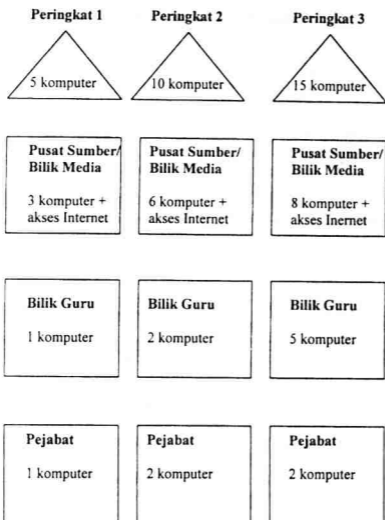 Peringkat 1 Peringkat 2 Peringkat 3
5 komputer 10 komputer 15 komputer
Pusat Sumber/ Pusat Sumber/ Pusat Sumber/
Bilik Media Bilik Media Bilik Media
3 komputer + 6 komputer + 8 komputer +
akses Internet akses Internet akses Inernet
Bilik Guru Bilik Guru Bilik Guru
1 komputer 2 komputer 5 komputer
Pejabat Pejabat Pejabat
1 komputer 2 komputer 2 komputer